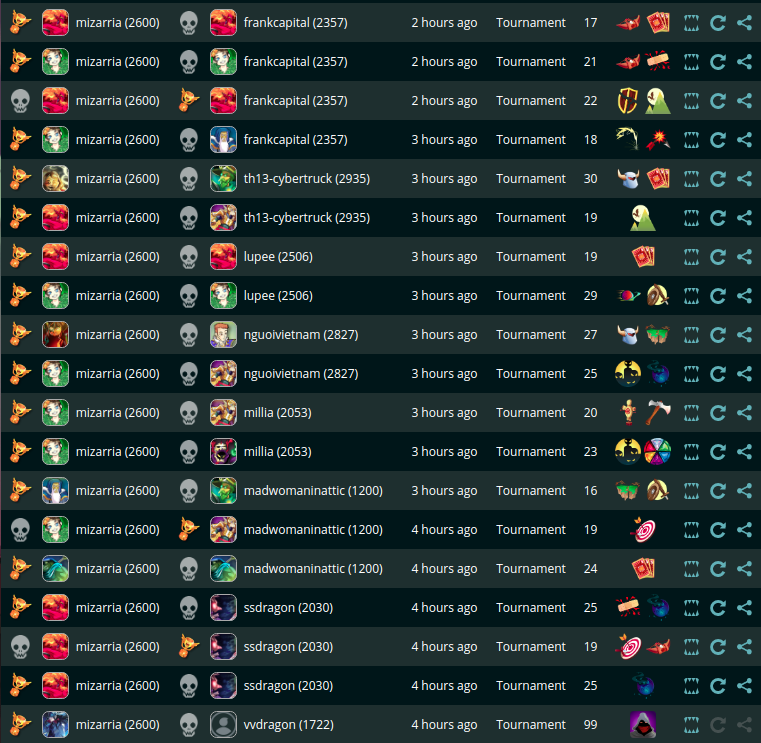 mizarria (2600) frankcapital (2357) 2 hours ago Tournament 17
mizarria (2600) frankcapital (2357) 2 hours ago Tournament 21
mizarria (2600) frankcapital (2357) 2 hours ago Tournament 22
mizarria (2600) frankcapital (2357) 3 hours ago Tournament 18
mizarria (2600) th13-cybertruck (2935) 3 hours ago Tournament 30
mizarria (2600) th13-cybertruck (2935) 3 hours ago Tournament 19
mizarria (2600) lupee (2506) 3 hours ago Tournament 19
mizarria (2600) lupee (2506) 3 hours ago Tournament 29
mizarria (2600) nguoivietnam (2827) 3 hours ago Tournament 27
mizarria (2600) nguoivietnam (2827) 3 hours ago Tournament 25
mizarria (2600) millia (2053) 3 hours ago Tournament 20
mizarria (2600) millia (2053) 3 hours ago Tournament 23
mizarria (2600) madwomaninattic (1200) 3 hours ago Tournament 16
mizarria (2600) madwomaninattic (1200) 4 hours ago Tournament 19
mizarria (2600) madwomaninattic (1200) 4 hours ago Tournament 24
mizarria (2600) ssdragon (2030) 4 hours ago Tournament 25
mizarria (2600) ssdragon (2030) 4 hours ago Tournament 19
mizarria (2600) ssdragon (2030) 4 hours ago Tournament 25
mizarria (2600) vvdragon (1722) 4 hours ago Tournament 99